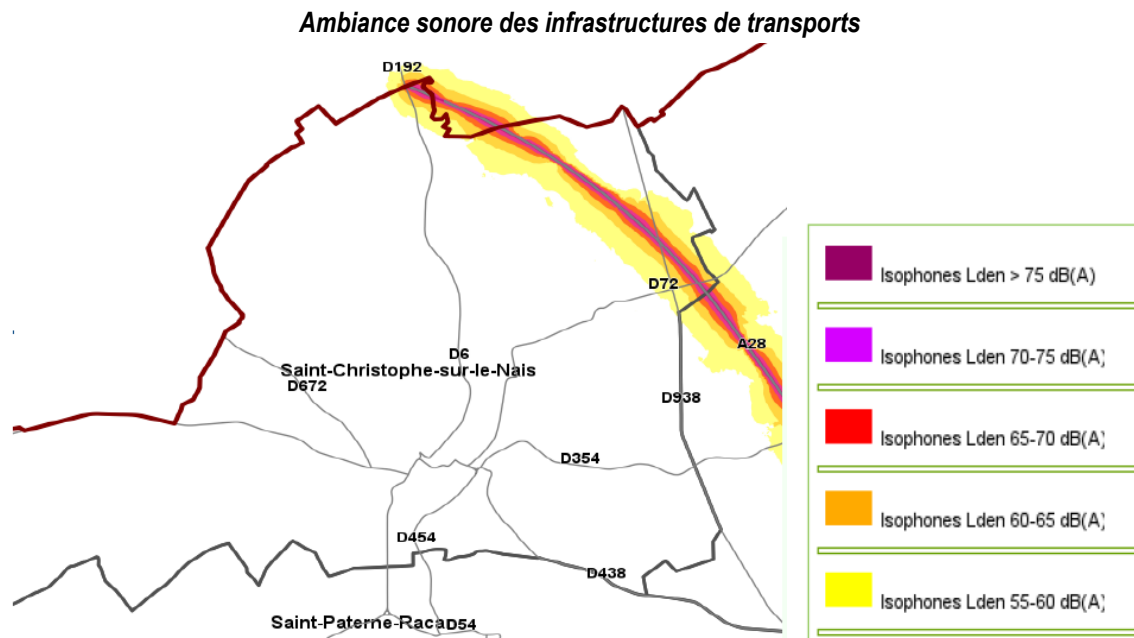 Ambiance sonore des infrastructures de transports
D192
D72
A28
D6
Saint-Christophe-sur-le-Nais
D672
D938
D354
D454
D438
Saint-Paterne-Raca
D54
Isophones Lden > 75 dB(A)
Isophones Lden 70-75 dB(A)
Isophones Lden 65-70 dB(A)
Isophones Lden 60-65 dB(A)
Isophones Lden 55-60 dB(A)